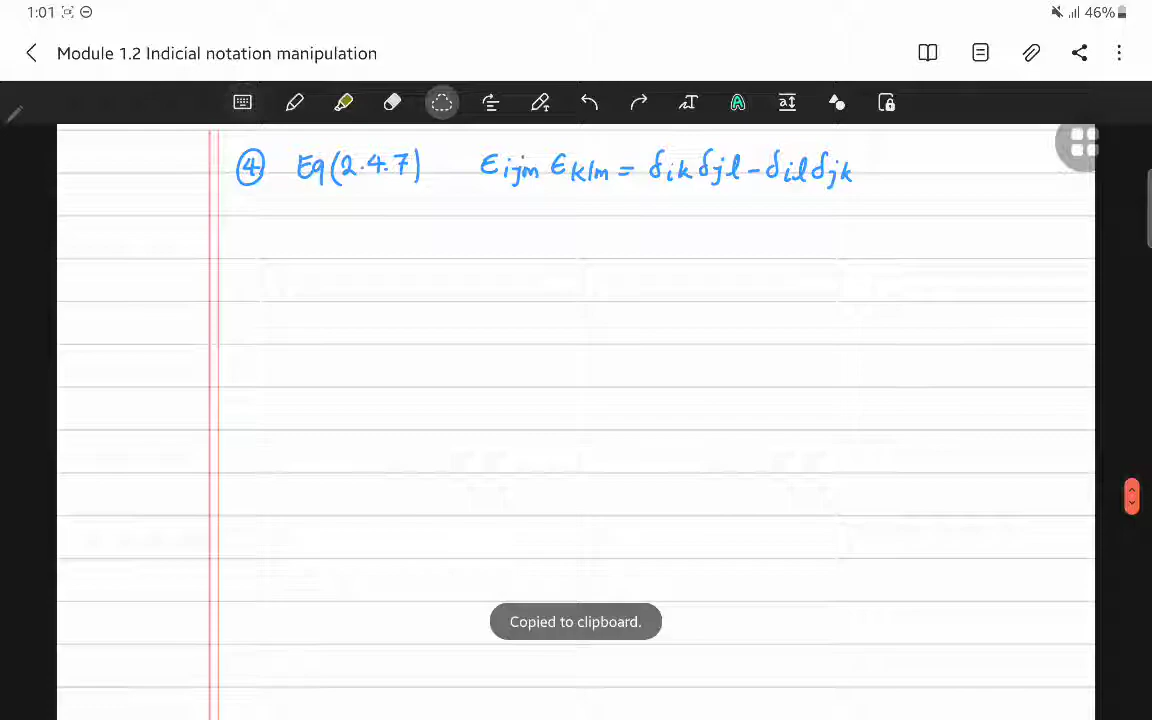 1:01 46%
Module 1.2 Indicial notation manipulation
④ Eq(2.4.7) ϵijm ϵklm = δik δjl - δil δjk
Copied to clipboard.